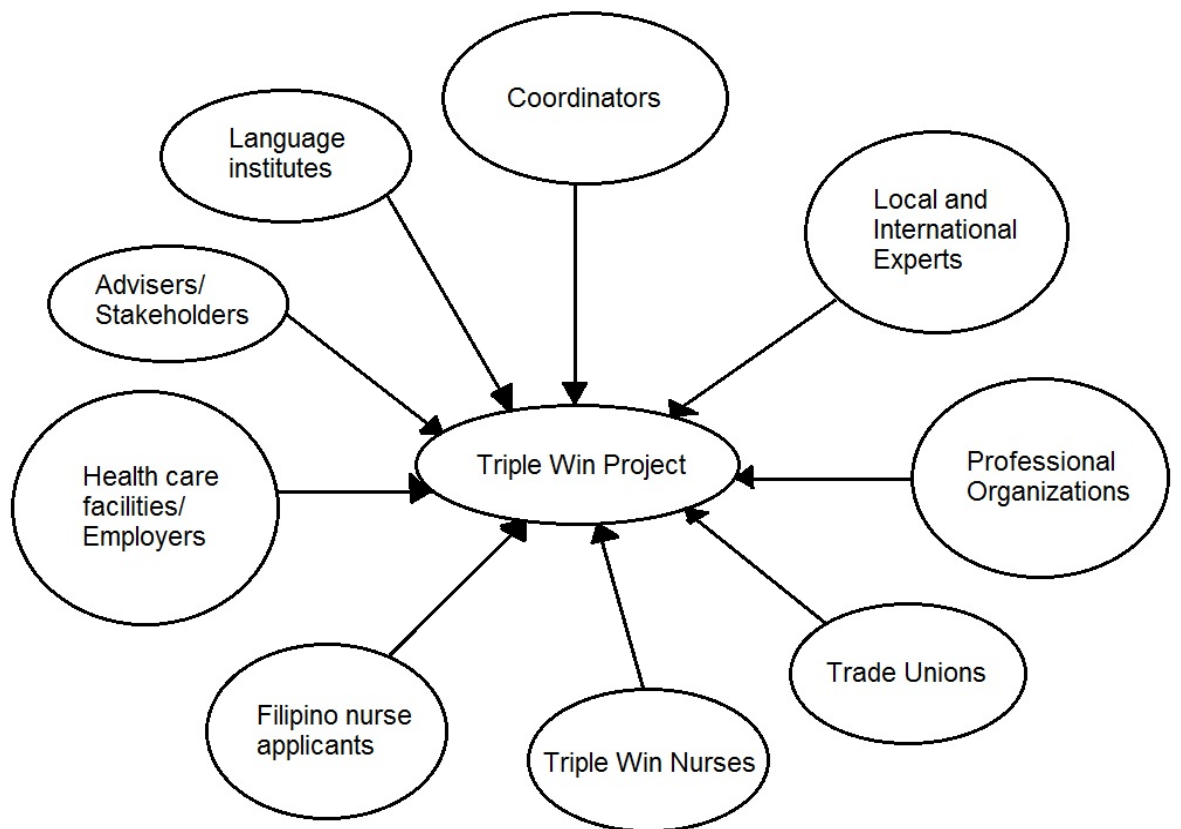 Coordinators
Language
institutes
Local and
International
Experts
Advisers/
Stakeholders
Triple Win Project
Health care
facilities/
Employers
Professional
Organizations
Trade Unions
Filipino nurse
applicants
Triple Win Nurses